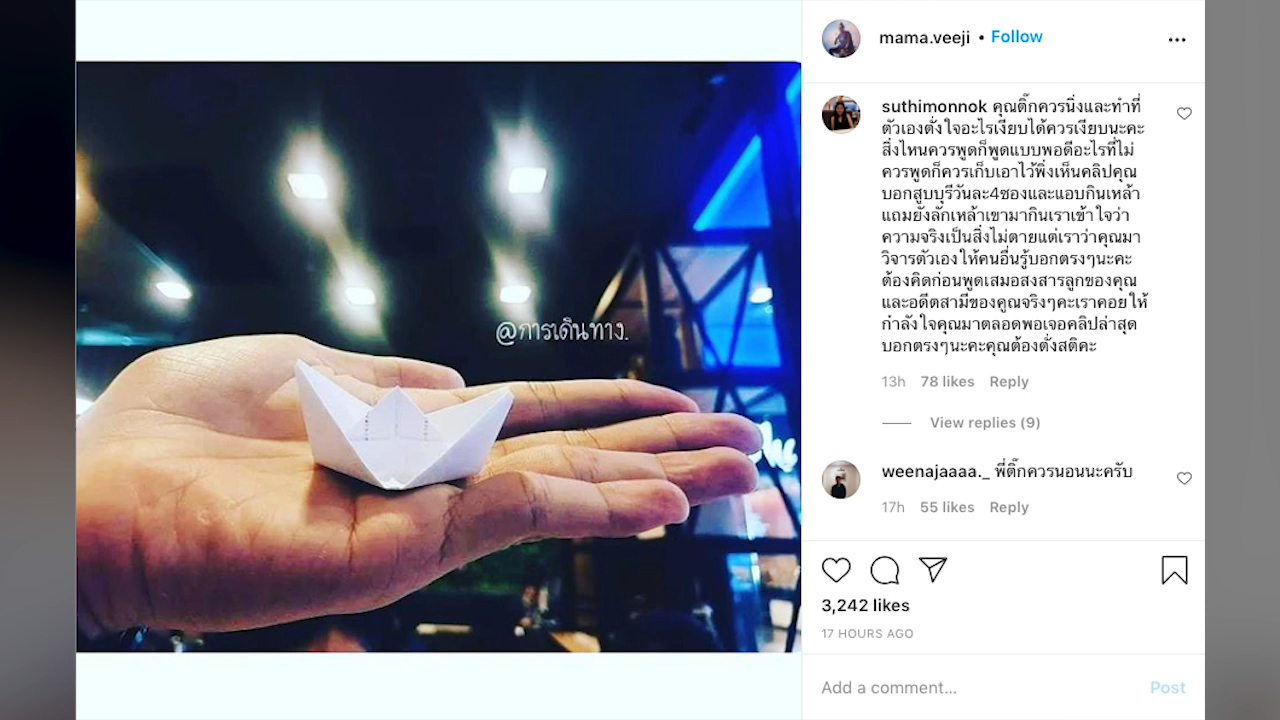 @การเดินทาง.
mama.veeji • Follow
suthimonnok คุณติ๊กควรนิ่งและทำที่
ตัวเองตั่งใจอะไรเงียบได้ควรเงียบนะคะ
สิ่งไหนควรพูดก็พูดแบบพอดีอะไรที่ไม่
ควรพูดก็ควรเก็บเอาไว้พิ่งเห็นคลิปคุณ
บอกสูบบุรีวันละ4ซองและแอบกินเหล้า
แถมยังลักเหล้าเขามากินเราเข้าใจว่า
ความจริงเป็นสิ่งไม่ตายแต่เราว่าคุณมา
วิจารตัวเองให้คนอื่นรู้บอกตรงๆนะคะ
ต้องคิดก่อนพูดเสมอสงสารลูกของคุณ
และอดีตสามีของคูณจริงๆคะเราคอยให้
กำลังใจคุณมาตลอดพอเจอคลิปล่าสุด
บอกตรงๆนะคะคุณต้องตั่งสติคะ
13h 78 likes Reply
View replies (9)
weenajaaaa._ พี่ติ๊กควรนอนนะครับ
17h 55 likes Reply
3,242 likes
17 HOURS AGO
Add a comment... Post